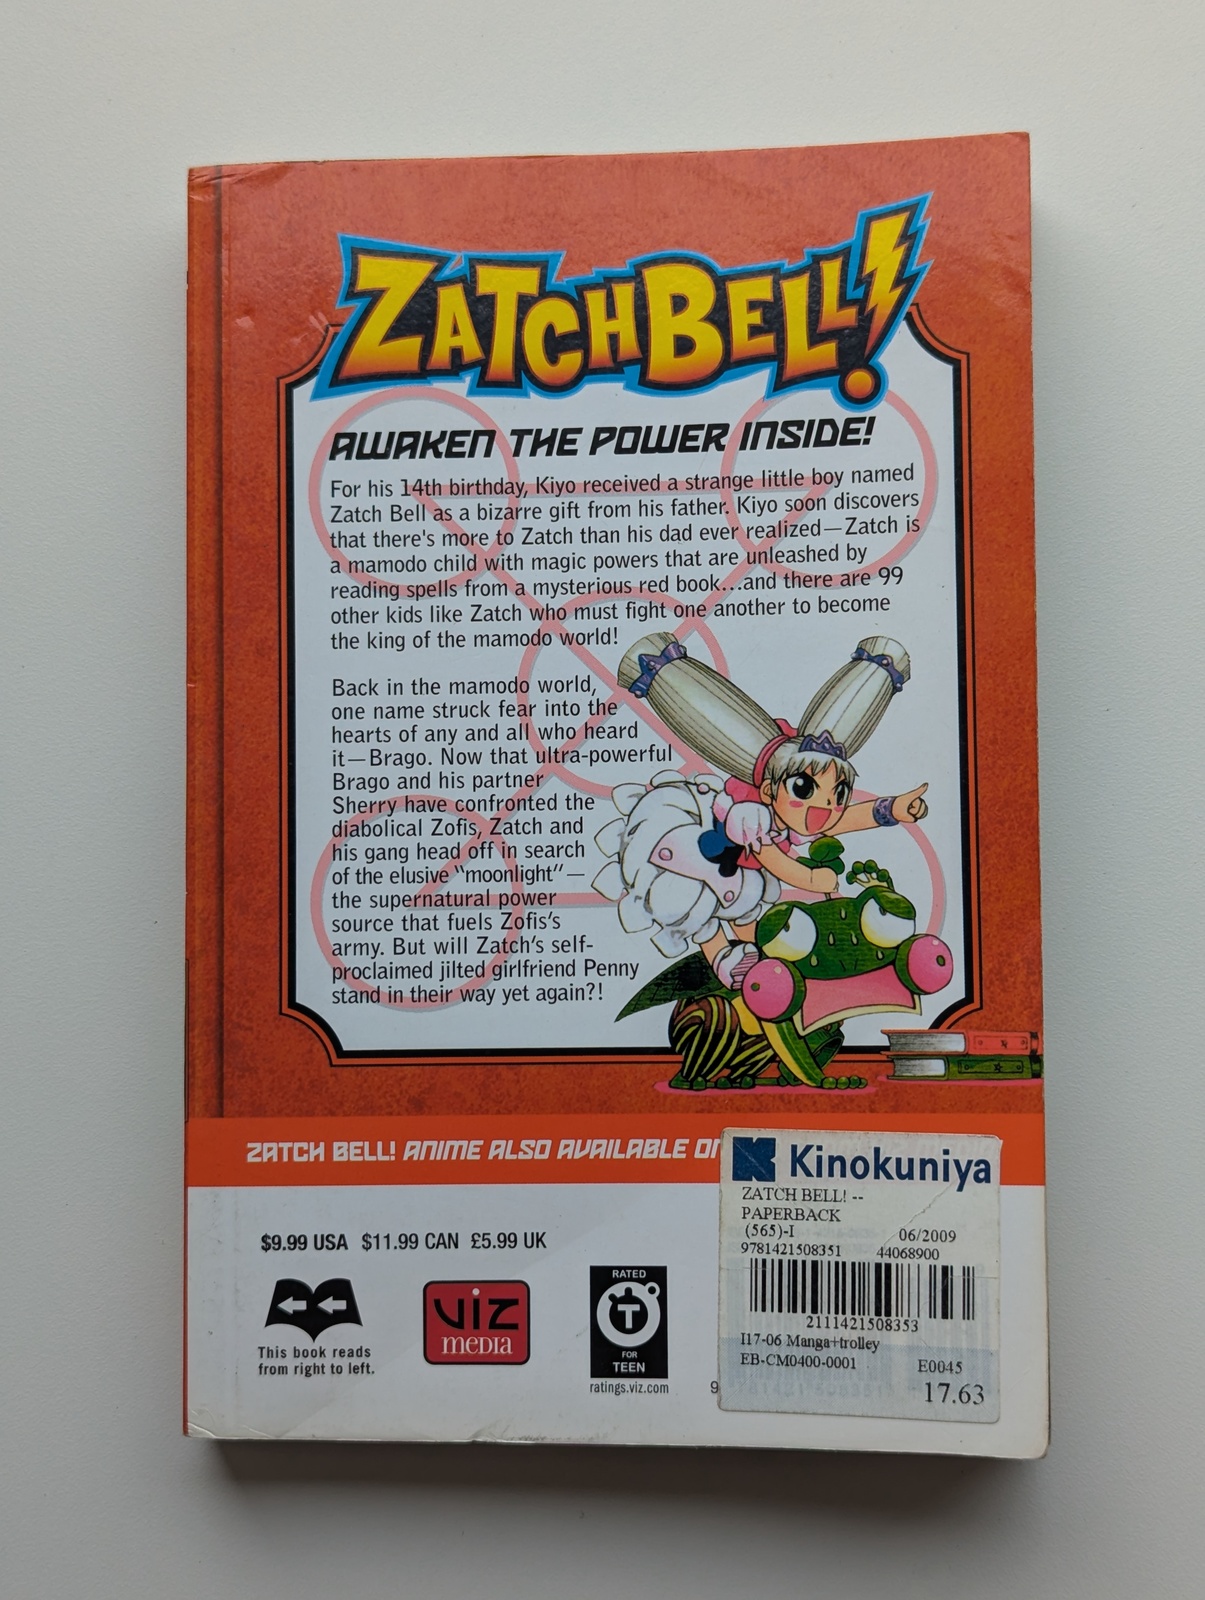 ZATCHBELL!
AWAKEN THE POWER INSIDE!
For his 14th birthday, Kiyo received a strange little boy named
Zatch Bell as a bizarre gift from his father. Kiyo soon discovers
that there's more to Zatch than his dad ever realized—Zatch is
a mamodo child with magic powers that are unleashed by
reading spells from a mysterious red book...and there are 99
other kids like Zatch who must fight one another to become
the king of the mamodo world!
Back in the mamodo world,
one name struck fear into the
hearts of any and all who heard
it—Brago. Now that ultra-powerful
Brago and his partner
Sherry have confronted the
diabolical Zofis, Zatch and
his gang head off in search
of the elusive "moonlight"—
the supernatural power
source that fuels Zofis's
army. But will Zatch's self-
proclaimed jilted girlfriend Penny
stand in their way yet again?!
ZATCH BELL! ANIME ALSO AVAILABLE
Kinokuniya
ZATCH BELL! --
PAPERBACK
(565)-I 06/2009
9781421508351 44068900
2111421508353
I17-06 Manga+trolley
EB-CM0400-0001 E0045
17.63
$9.99 USA $11.99 CAN £5.99 UK
This book reads
from right to left.
VIZ
MEDIA
RATED
T
FOR
TEEN
ratings.viz.com